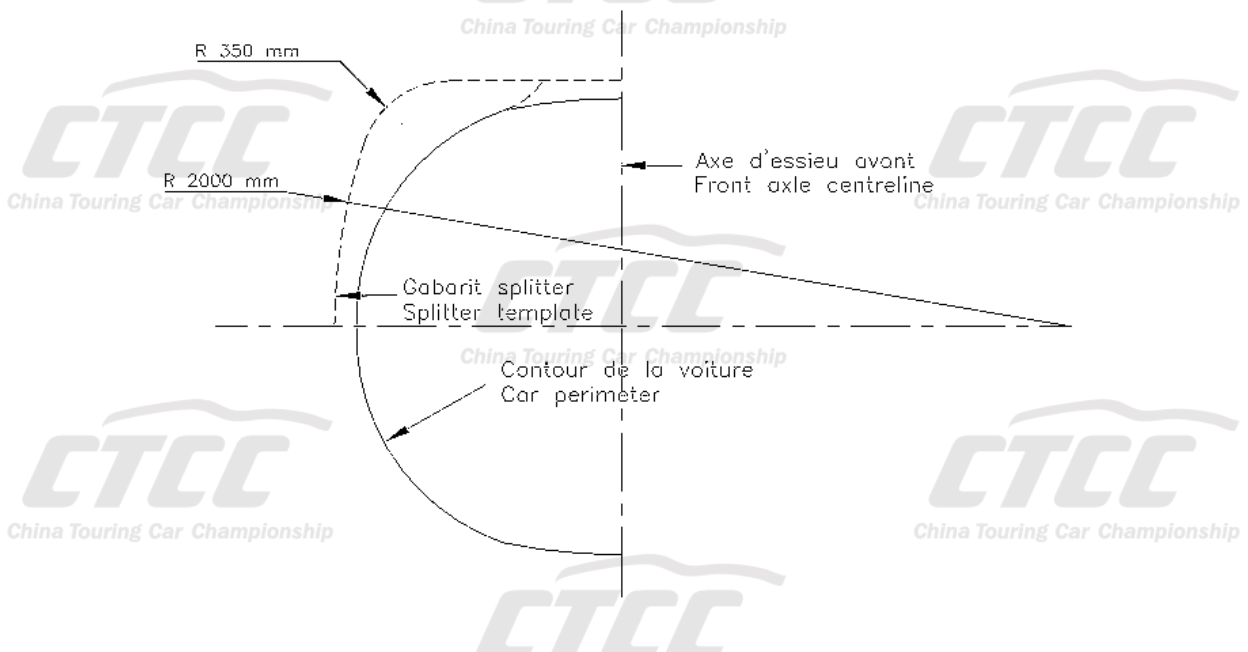 China Touring Car Championship
R 350 mm
CTCC
China Touring Car Championship
CTCC
China Touring Car Championship
Axe d'essieu avant
Front axle centreline
R 2000 mm
Gabarit splitter
Splitter template
China Touring Car Championship
Contour de la voiture
Car perimeter
CTCC
China Touring Car Championship
CTCC
China Touring Car Championship
CTCC